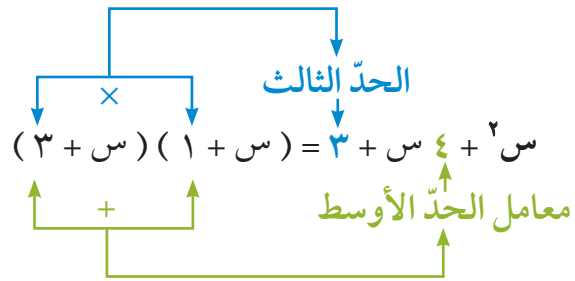 الحدّ الثالث
×
س٢ + ٤ س + ٣ = ( س + ١ ) ( س + ٣ )
معامل الحدّ الأوسط
+